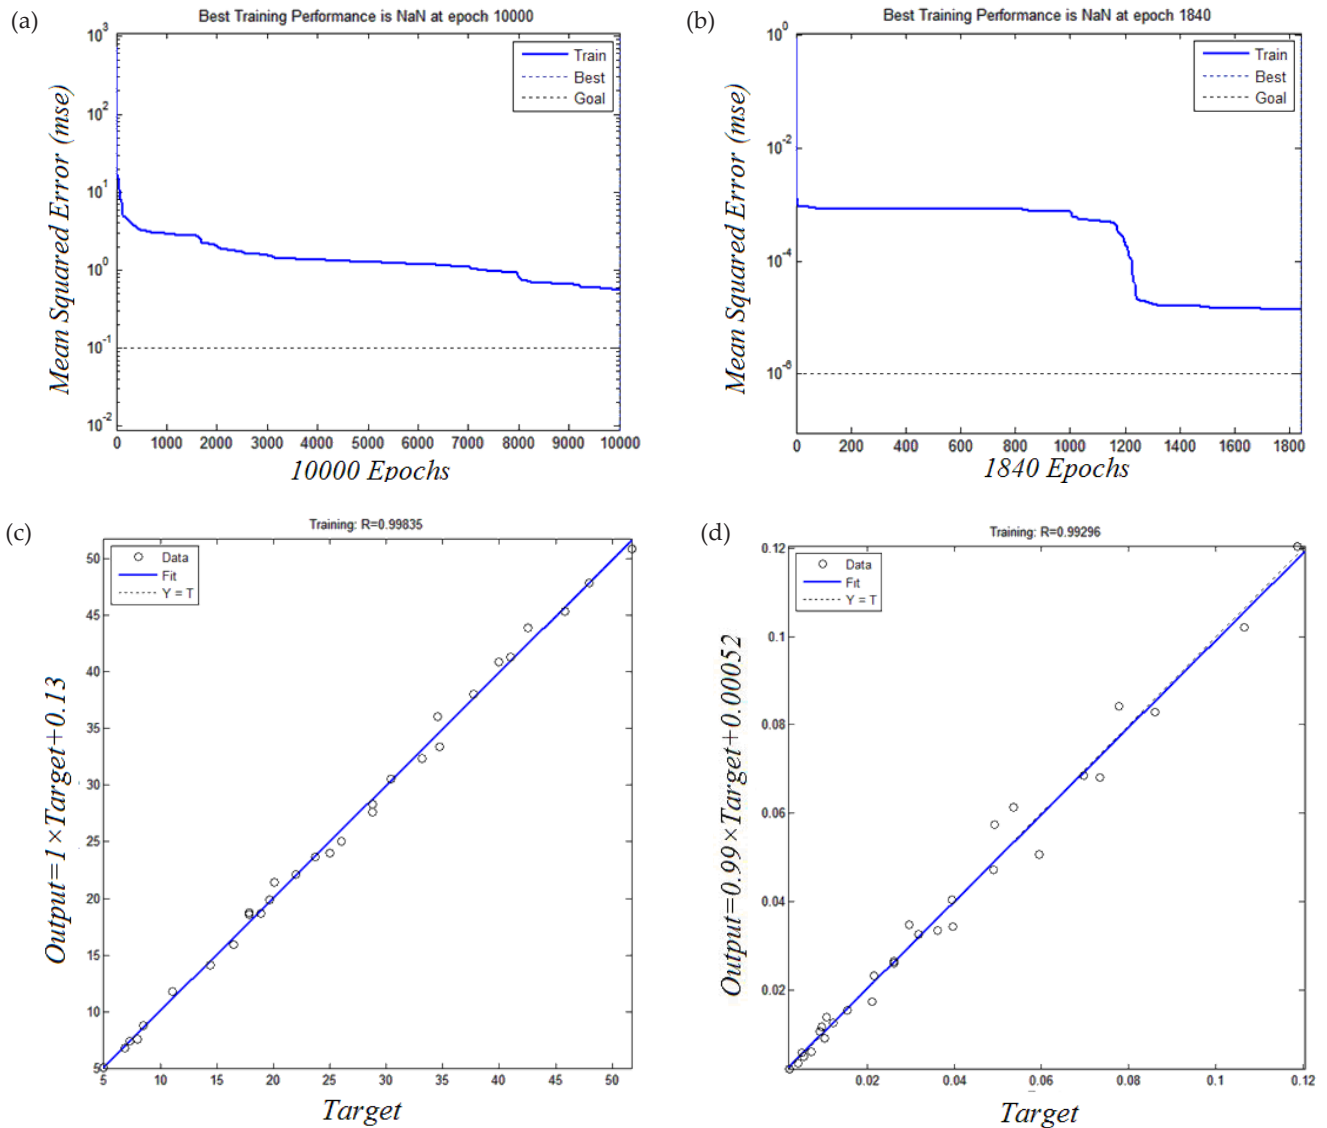 (a)
Best Training Performance is NaN at epoch 10000
10^3
10^2
10^1
10^0
10^-1
10^-2
Mean Squared Error (mse)
Train
Best
Goal
0 1000 2000 3000 4000 5000 6000 7000 8000 9000 10000
10000 Epochs
(b)
Best Training Performance is NaN at epoch 1840
10^0
10^-2
10^-4
10^-6
Mean Squared Error (mse)
Train
Best
Goal
0 200 400 600 800 1000 1200 1400 1600 1800
1840 Epochs
(c)
Training: R=0.99835
50
45
40
35
30
25
20
15
10
5
Output=1×Target+0.13
Data
Fit
Y = T
5 10 15 20 25 30 35 40 45 50
Target
(d)
Training: R=0.99296
0.12
0.1
0.08
0.06
0.04
0.02
Output=0.99×Target+0.00052
Data
Fit
Y = T
0.02 0.04 0.06 0.08 0.1 0.12
Target